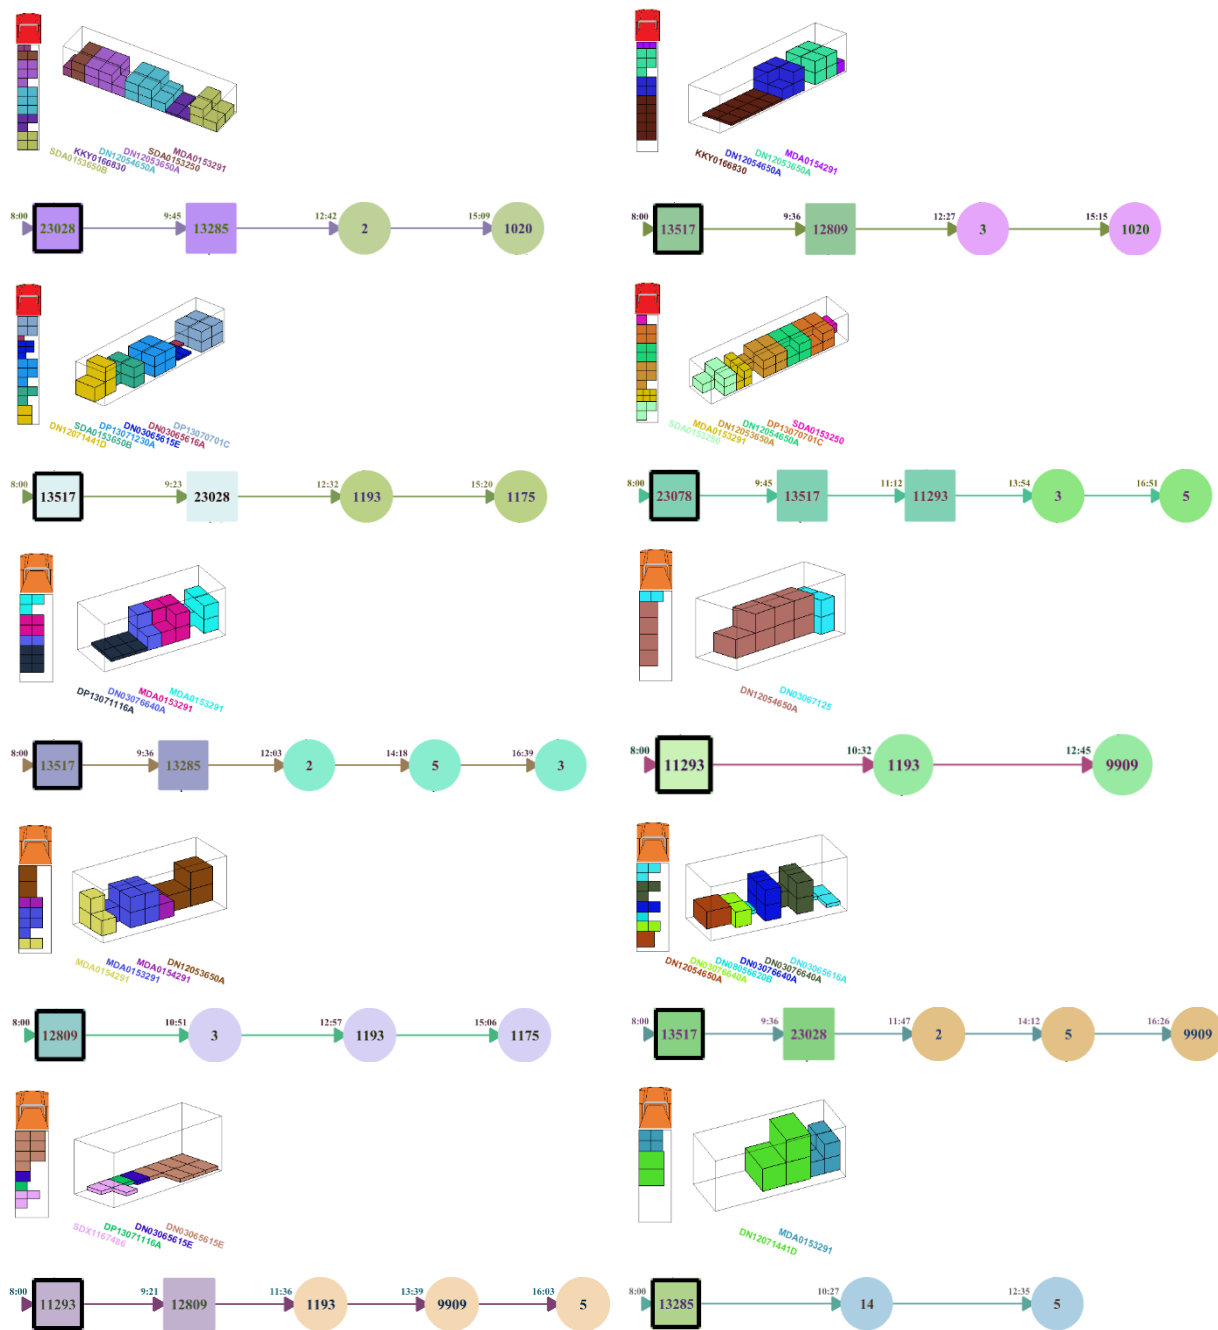 SDA0153650B
KKY0166830
DN12054650A
DN12053650A
SDA0153250
MDA0153291
8:00 9:45 12:42 15:09
23028 13285 2 1020
KKY0166830
DN12054650A
DN12053650A
MDA0154291
8:00 9:36 12:27 15:15
13517 12809 3 1020
DN12071441D
SDA0153650B
DP13071230A
DN03065615E
DN03065616A
DP13070701C
8:00 9:23 12:32 15:20
13517 23028 1193 1175
SDA0153250
MDA0153291
DN12053650A
DN12054650A
DP13070701C
SDA0153250
8:00 9:45 11:12 13:54 16:51
23078 13517 11293 3 5
DP13071116A
DN03076640A
MDA0153291
MDA0153291
8:00 9:36 12:03 14:18 16:39
13517 13285 2 5 3
DN12054650A
DN03067125
8:00 10:32 12:45
11293 1193 9909
MDA0154291
MDA0153291
MDA0154291
DN12053650A
8:00 10:51 12:57 15:06
12809 3 1193 1175
DN12054650A
DN03076640A
DN08056620B
DN03076640A
DN03076640A
DN03065616A
8:00 9:36 11:47 14:12 16:26
13517 23028 2 5 9909
SDX1167486
DP13071116A
DN03065615E
DN03065615E
8:00 9:21 11:36 13:39 16:03
11293 12809 1193 9909 5
DN12071441D
MDA0153291
8:00 10:27 12:35
13285 14 5